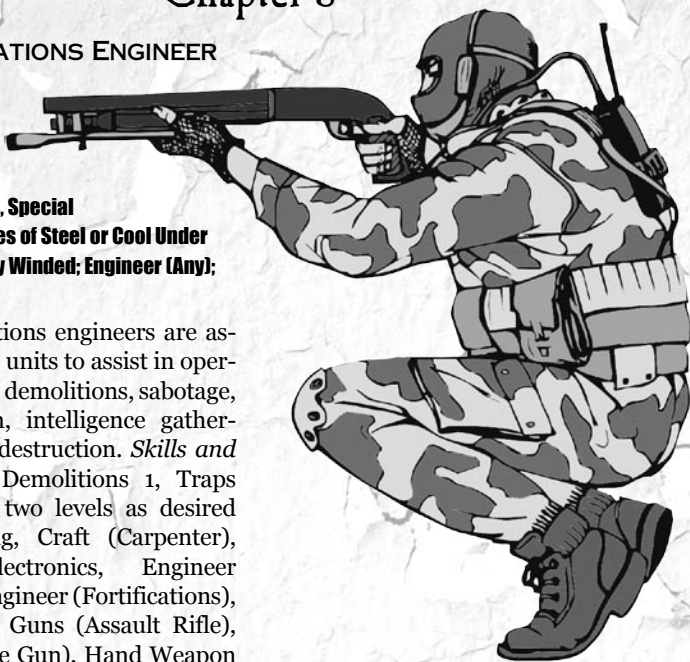 Chapter
ATIONS ENGINEER
, Special
es of Steel or Cool Under
y Winded; Engineer (Any);
tions engineers are as-
units to assist in oper-
demolitions, sabotage,
n, intelligence gather-
destruction. Skills and
Demolitions 1, Traps
two levels as desired
g, Craft (Carpenter),
lectronics, Engineer
ngineer (Fortifications),
Guns (Assault Rifle),
e Gun), Hand Weapon